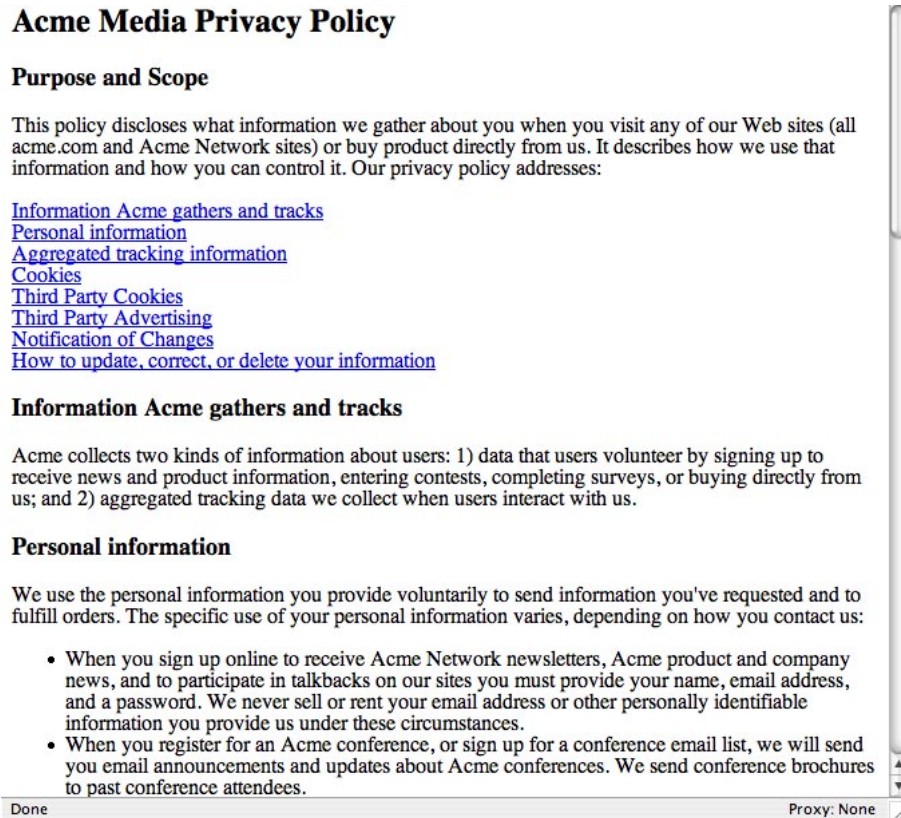 Acme Media Privacy Policy
Purpose and Scope
This policy discloses what information we gather about you when you visit any of our Web sites (all
acme.com and Acme Network sites) or buy product directly from us. It describes how we use that
information and how you can control it. Our privacy policy addresses:
Information Acme gathers and tracks
Personal information
Aggregated tracking information
Cookies
Third Party Cookies
Third Party Advertising
Notification of Changes
How to update, correct, or delete your information
Information Acme gathers and tracks
Acme collects two kinds of information about users: 1) data that users volunteer by signing up to
receive news and product information, entering contests, completing surveys, or buying directly from
us; and 2) aggregated tracking data we collect when users interact with us.
Personal information
We use the personal information you provide voluntarily to send information you've requested and to
fulfill orders. The specific use of your personal information varies, depending on how you contact us:
• When you sign up online to receive Acme Network newsletters, Acme product and company
news, and to participate in talkbacks on our sites you must provide your name, email address,
and a password. We never sell or rent your email address or other personally identifiable
information you provide us under these circumstances.
• When you register for an Acme conference, or sign up for a conference email list, we will send
you email announcements and updates about Acme conferences. We send conference brochures
to past conference attendees.
Done Proxy: None